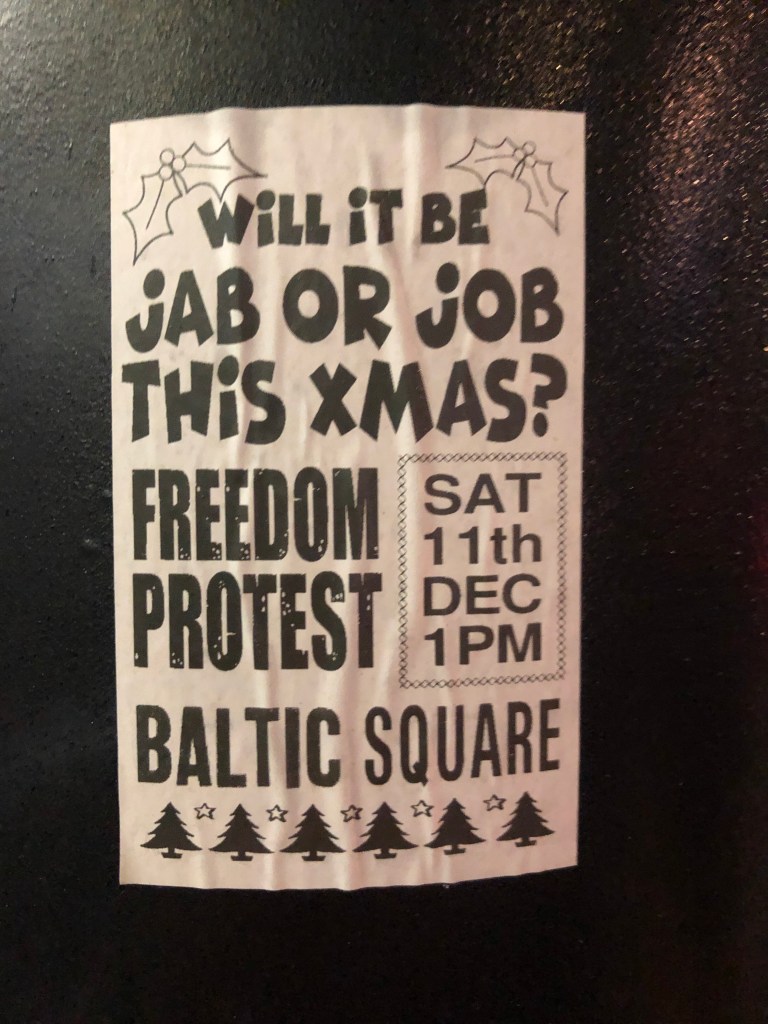 WiLL iT BE
jAB OR jOB
THiS XMAS?
FREEDOM
PROTEST
SAT
11th
DEC
1PM
BALTIC SQUARE